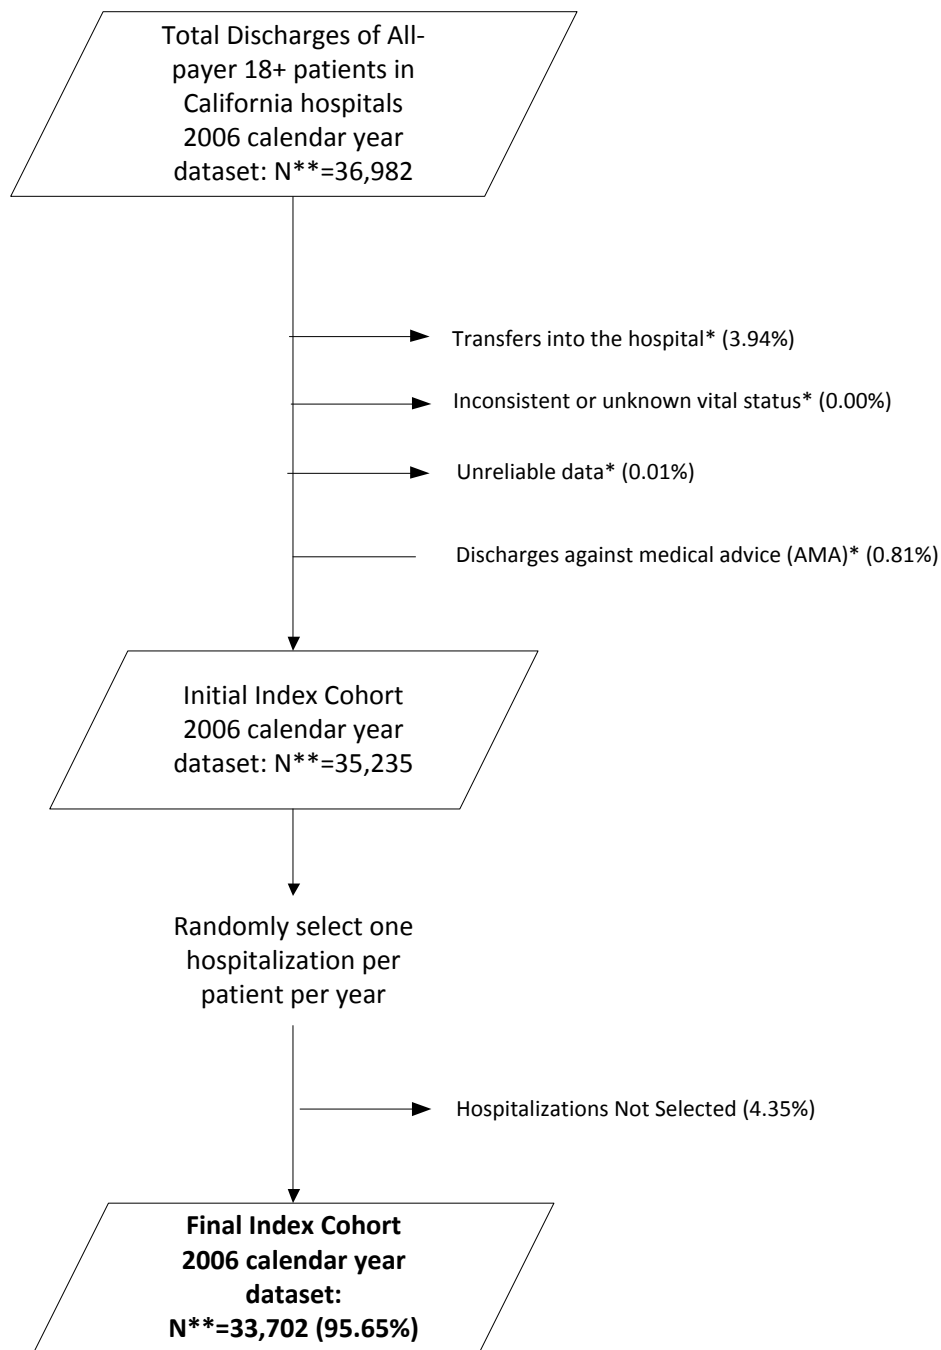 Total Discharges of All-
payer 18+ patients in
California hospitals
2006 calendar year
dataset: N**=36,982
Transfers into the hospital* (3.94%)
Inconsistent or unknown vital status* (0.00%)
Unreliable data* (0.01%)
Discharges against medical advice (AMA)* (0.81%)
Initial Index Cohort
2006 calendar year
dataset: N**=35,235
Randomly select one
hospitalization per
patient per year
Hospitalizations Not Selected (4.35%)
Final Index Cohort
2006 calendar year
dataset:
N**=33,702 (95.65%)